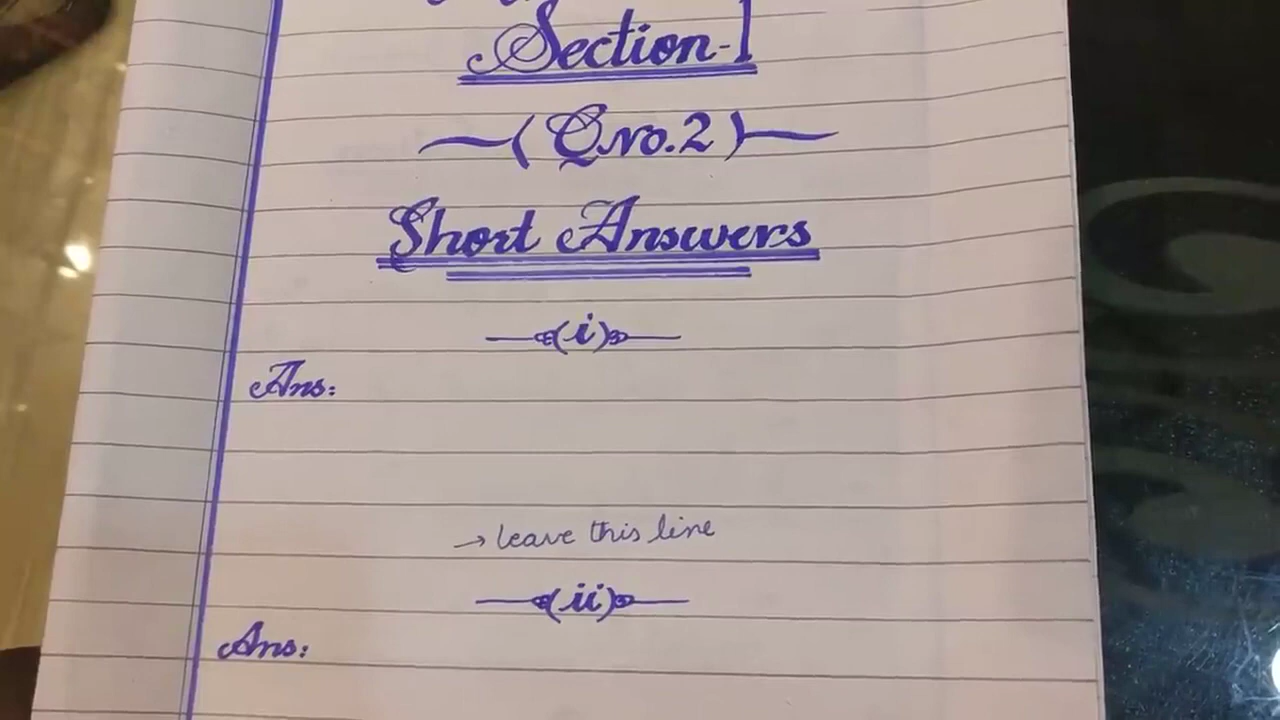 Section-1
(Q.No.2)
Short Answers
(i)
Ans:
→ leave this line
(ii)
Ans: